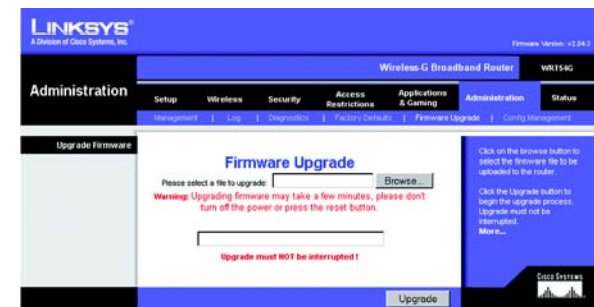 LINKSYS®
A Division of Cisco Systems, Inc.
Firmware Version: v2.04.3
Wireless-G Broadband Router WRT54G
Administration
Setup Wireless Security Access Restrictions Applications & Gaming Administration Status
Management | Log | Diagnostics | Factory Defaults | Firmware Upgrade | Config Management
Upgrade Firmware
Firmware Upgrade
Please select a file to upgrade: Browse...
Warning: Upgrading firmware may take a few minutes, please don't
turn off the power or press the reset button.
Upgrade must NOT be interrupted !
Click on the browse button to
select the firmware file to be
uploaded to the router.
Click the Upgrade button to
begin the upgrade process.
Upgrade must not be
interrupted.
More...
Upgrade
CISCO SYSTEMS